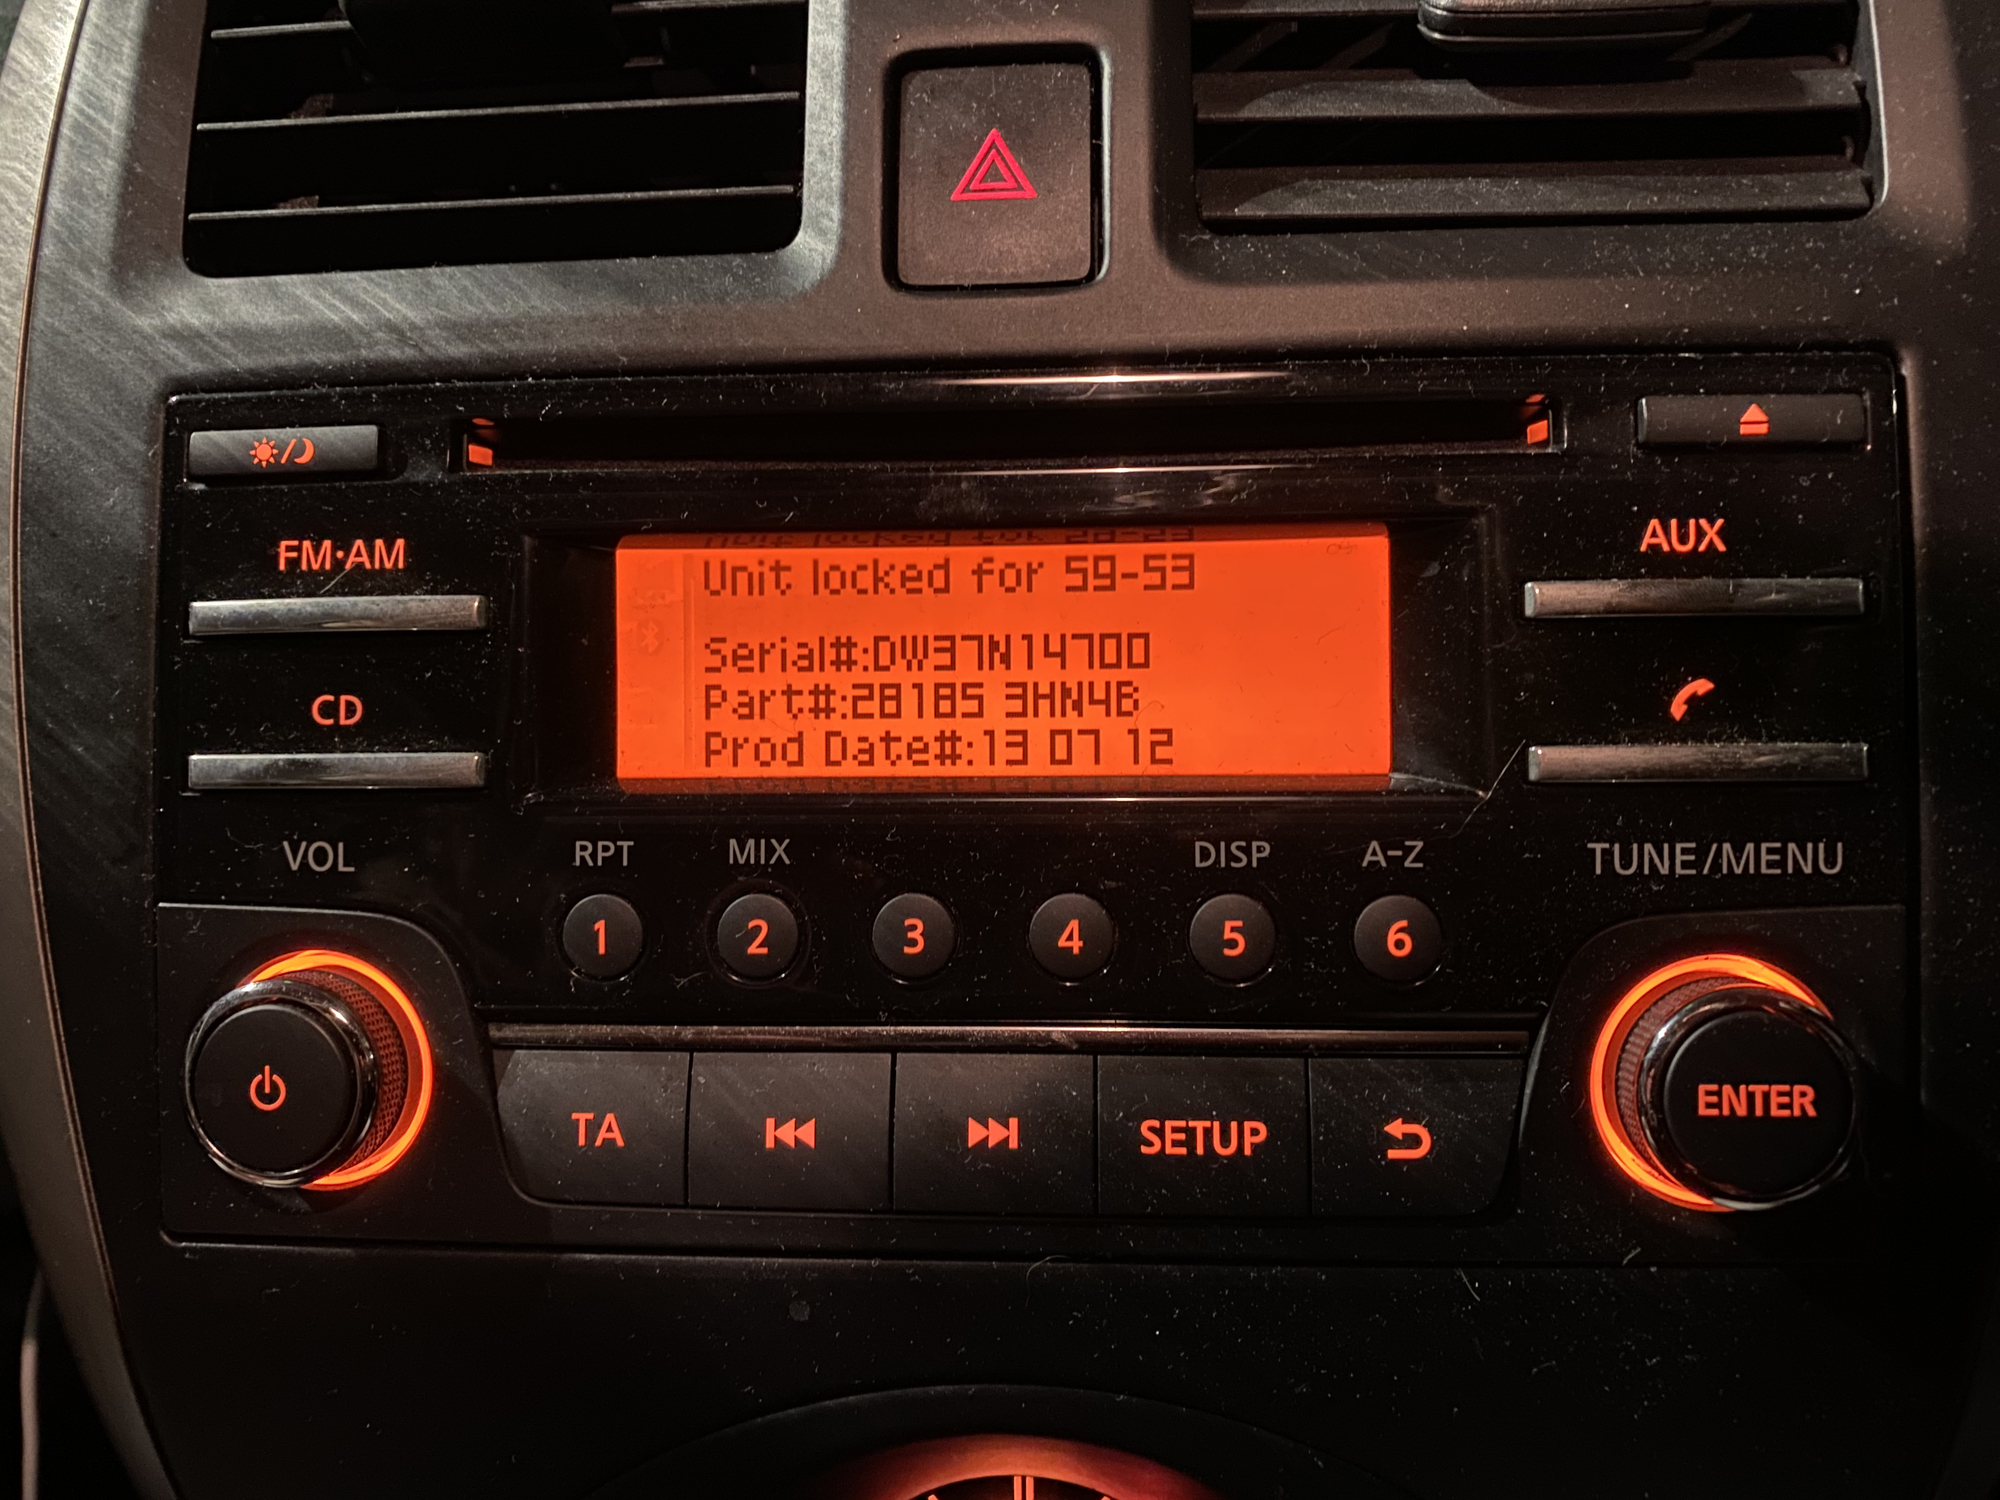 FM·AM
AUX
Unit locked for 59-53
Serial#:DW37N14700
Part#:28185 3HN4B
Prod Date#:13 07 12
CD
VOL
RPT MIX DISP A-Z
TUNE/MENU
1 2 3 4 5 6
TA SETUP
ENTER